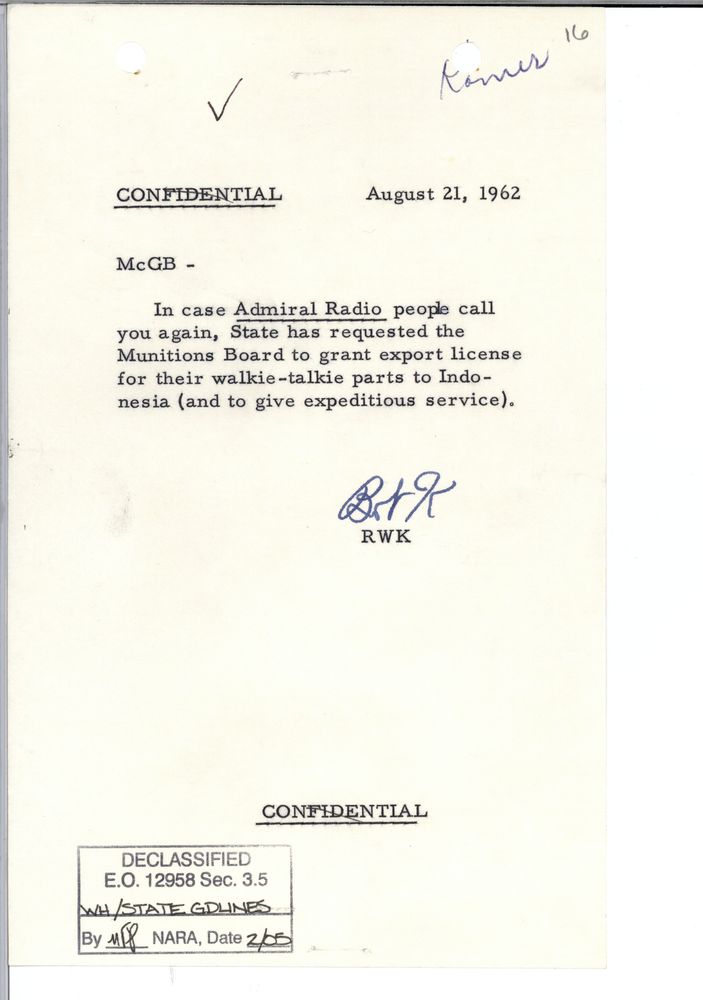 16
Komer
CONFIDENTIAL August 21, 1962
McGB -
In case Admiral Radio people call
you again, State has requested the
Munitions Board to grant export license
for their walkie-talkie parts to Indo-
nesia (and to give expeditious service).
Bob K
RWK
CONFIDENTIAL
DECLASSIFIED
E.O. 12958 Sec. 3.5
WH/STATE GDLINES
By NARA, Date 2/05